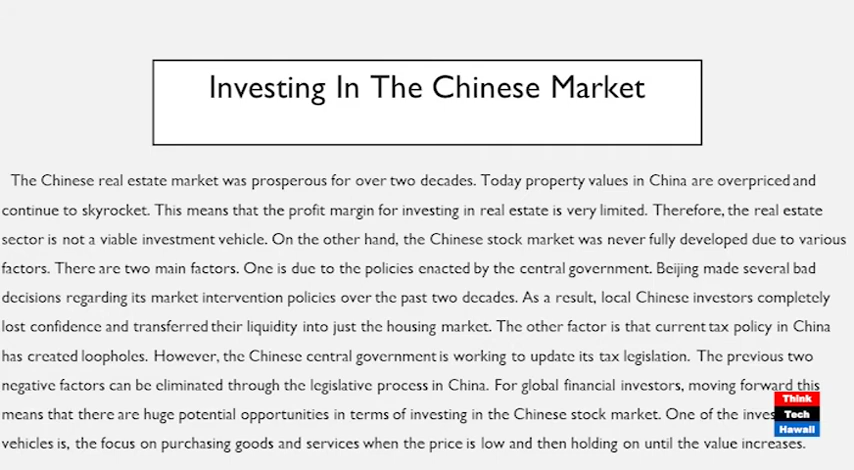 Investing In The Chinese Market
The Chinese real estate market was prosperous for over two decades. Today property values in China are overpriced and
continue to skyrocket. This means that the profit margin for investing in real estate is very limited. Therefore, the real estate
sector is not a viable investment vehicle. On the other hand, the Chinese stock market was never fully developed due to various
factors. There are two main factors. One is due to the policies enacted by the central government. Beijing made several bad
decisions regarding its market intervention policies over the past two decades. As a result, local Chinese investors completely
lost confidence and transferred their liquidity into just the housing market. The other factor is that current tax policy in China
has created loopholes. However, the Chinese central government is working to update its tax legislation. The previous two
negative factors can be eliminated through the legislative process in China. For global financial investors, moving forward this
means that there are huge potential opportunities in terms of investing in the Chinese stock market. One of the
vehicles is, the focus on purchasing goods and services when the price is low and then holding on until the value increases.
Think
Tech
Hawaii